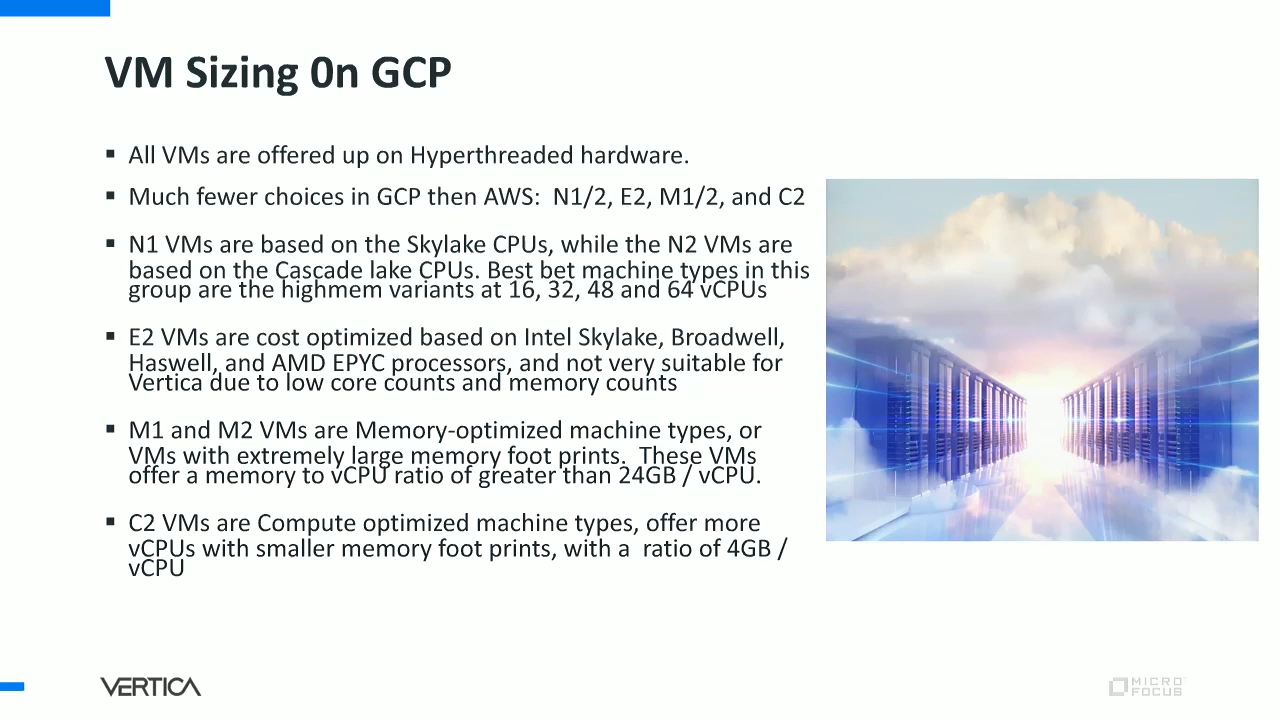 VM Sizing 0n GCP
▪ All VMs are offered up on Hyperthreaded hardware.
▪ Much fewer choices in GCP then AWS:  N1/2, E2, M1/2, and C2
▪ N1 VMs are based on the Skylake CPUs, while the N2 VMs are
based on the Cascade lake CPUs. Best bet machine types in this
group are the highmem variants at 16, 32, 48 and 64 vCPUs
▪ E2 VMs are cost optimized based on Intel Skylake, Broadwell,
Haswell, and AMD EPYC processors, and not very suitable for
Vertica due to low core counts and memory counts
▪ M1 and M2 VMs are Memory-optimized machine types, or
VMs with extremely large memory foot prints.  These VMs
offer a memory to vCPU ratio of greater than 24GB / vCPU.
▪ C2 VMs are Compute optimized machine types, offer more
vCPUs with smaller memory foot prints, with a  ratio of 4GB /
vCPU
VERTICA
MICRO
FOCUS